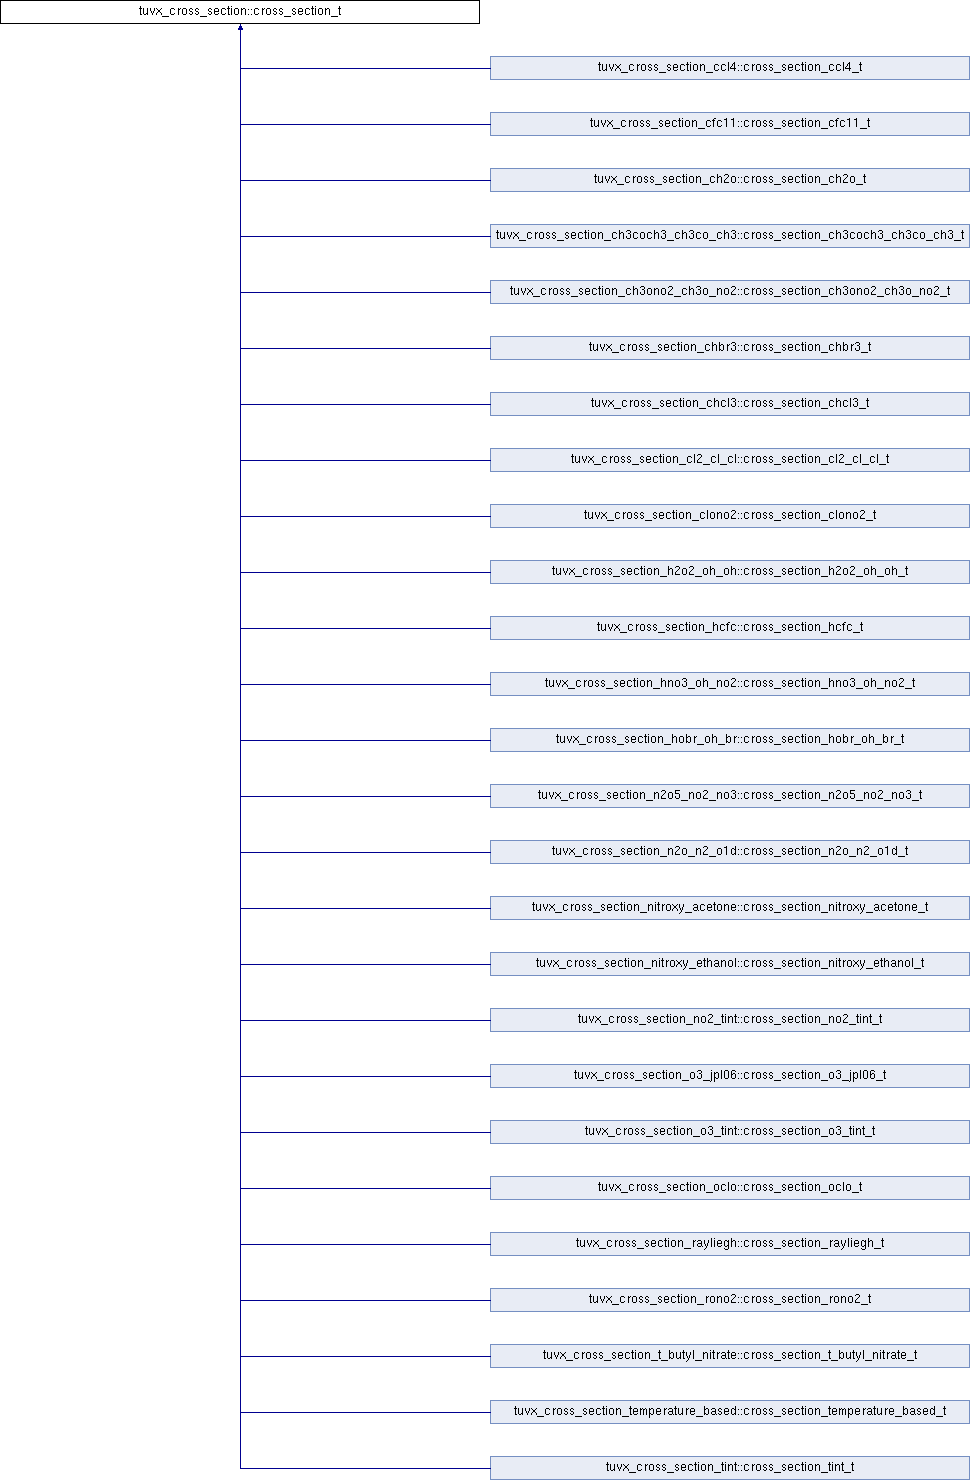 tuvx_cross_section::cross_section_t
tuvx_cross_section_ccl4::cross_section_ccl4_t
tuvx_cross_section_cfc11::cross_section_cfc11_t
tuvx_cross_section_ch2o::cross_section_ch2o_t
tuvx_cross_section_ch3coch3_ch3co_ch3::cross_section_ch3coch3_ch3co_ch3_t
tuvx_cross_section_ch3ono2_ch3o_no2::cross_section_ch3ono2_ch3o_no2_t
tuvx_cross_section_chbr3::cross_section_chbr3_t
tuvx_cross_section_chcl3::cross_section_chcl3_t
tuvx_cross_section_cl2_cl_cl::cross_section_cl2_cl_cl_t
tuvx_cross_section_clono2::cross_section_clono2_t
tuvx_cross_section_h2o2_oh_oh::cross_section_h2o2_oh_oh_t
tuvx_cross_section_hcfc::cross_section_hcfc_t
tuvx_cross_section_hno3_oh_no2::cross_section_hno3_oh_no2_t
tuvx_cross_section_hobr_oh_br::cross_section_hobr_oh_br_t
tuvx_cross_section_n2o5_no2_no3::cross_section_n2o5_no2_no3_t
tuvx_cross_section_n2o_n2_o1d::cross_section_n2o_n2_o1d_t
tuvx_cross_section_nitroxy_acetone::cross_section_nitroxy_acetone_t
tuvx_cross_section_nitroxy_ethanol::cross_section_nitroxy_ethanol_t
tuvx_cross_section_no2_tint::cross_section_no2_tint_t
tuvx_cross_section_o3_jpl06::cross_section_o3_jpl06_t
tuvx_cross_section_o3_tint::cross_section_o3_tint_t
tuvx_cross_section_oclo::cross_section_oclo_t
tuvx_cross_section_rayliegh::cross_section_rayliegh_t
tuvx_cross_section_rono2::cross_section_rono2_t
tuvx_cross_section_t_butyl_nitrate::cross_section_t_butyl_nitrate_t
tuvx_cross_section_temperature_based::cross_section_temperature_based_t
tuvx_cross_section_tint::cross_section_tint_t